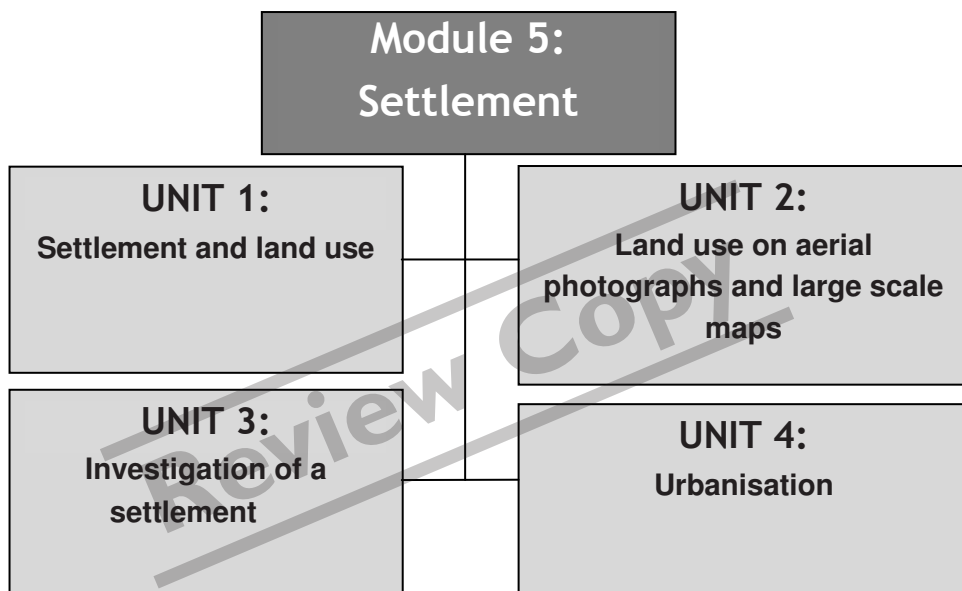 Module 5:
Settlement
UNIT 1:
Settlement and land use
UNIT 2:
Land use on aerial
photographs and large scale
maps
UNIT 3:
Investigation of a
settlement
UNIT 4:
Urbanisation
Review Copy